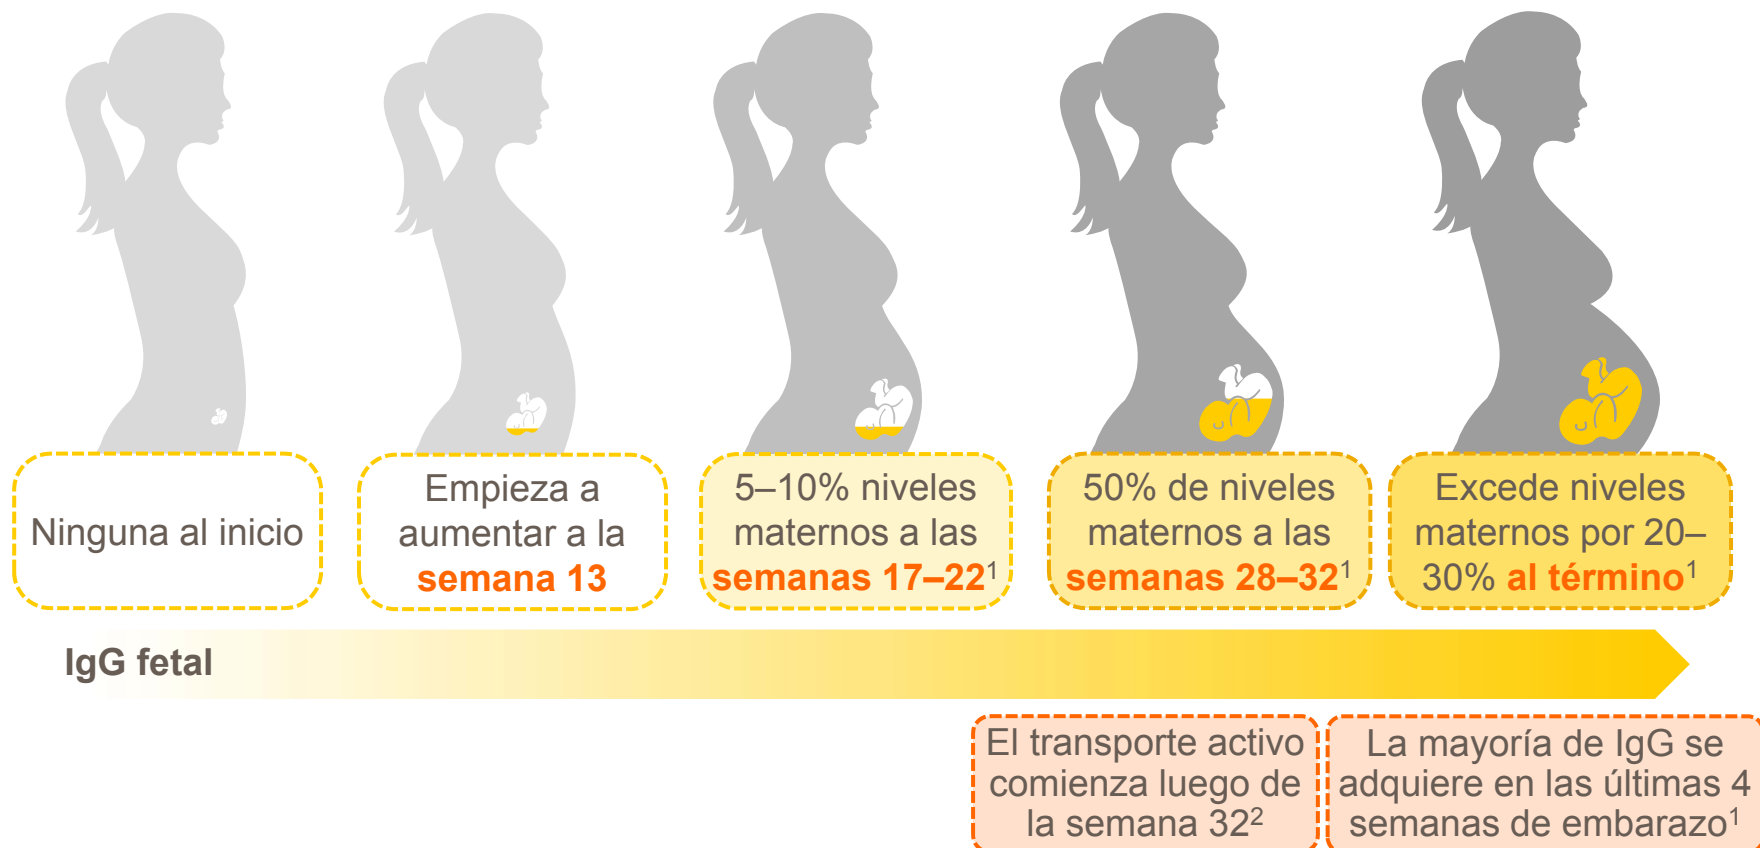 Ninguna al inicio
Empieza a
aumentar a la
semana 13
5–10% niveles
maternos a las
semanas 17–22¹
50% de niveles
maternos a las
semanas 28–32¹
Excede niveles
maternos por 20–
30% al término¹
IgG fetal
El transporte activo
comienza luego de
la semana 32²
La mayoría de IgG se
adquiere en las últimas 4
semanas de embarazo¹